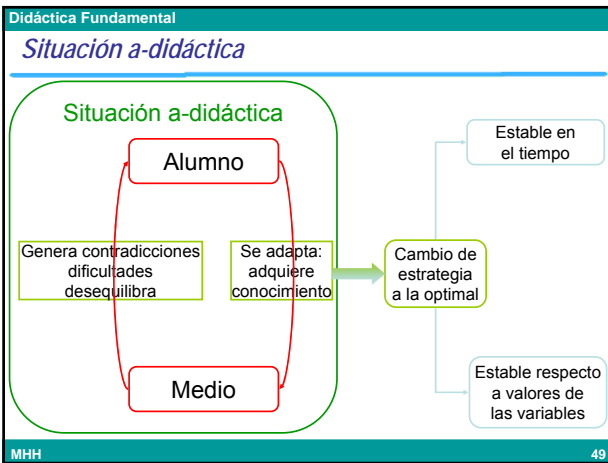 Didáctica Fundamental
Situación a-didáctica
Situación a-didáctica
Alumno
Genera contradicciones
dificultades
desequilibra
Se adapta:
adquiere
conocimiento
Medio
Cambio de
estrategia
a la optimal
Estable en
el tiempo
Estable respecto
a valores de
las variables
MHH
49